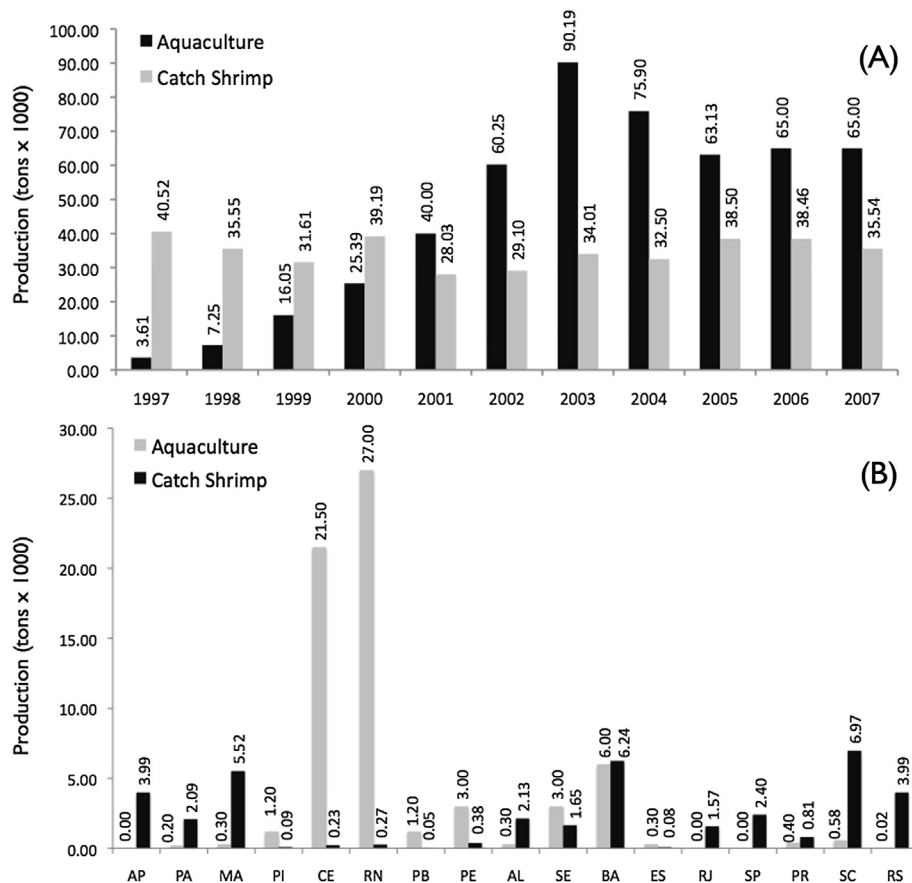 (A)
Aquaculture
Catch Shrimp
Production (tons x 1000)
100.00
90.00
80.00
70.00
60.00
50.00
40.00
30.00
20.00
10.00
0.00
3.61 40.52 7.25 35.55 16.05 31.61 25.39 39.19 40.00 28.03 60.25 29.10 90.19 34.01 75.90 32.50 63.13 38.50 65.00 38.46 65.00 35.54
1997 1998 1999 2000 2001 2002 2003 2004 2005 2006 2007
(B)
Aquaculture
Catch Shrimp
Production (tons x 1000)
30.00
25.00
20.00
15.00
10.00
5.00
0.00
0.00 3.99 0.20 2.09 0.30 5.52 1.20 0.09 21.50 0.23 27.00 0.27 1.20 0.05 3.00 0.38 0.30 2.13 3.00 1.65 6.00 6.24 0.30 0.08 0.00 1.57 0.00 2.40 0.40 0.81 0.58 6.97 0.02 3.99
AP PA MA PI CE RN PB PE AL SE BA ES RJ SP PR SC RS